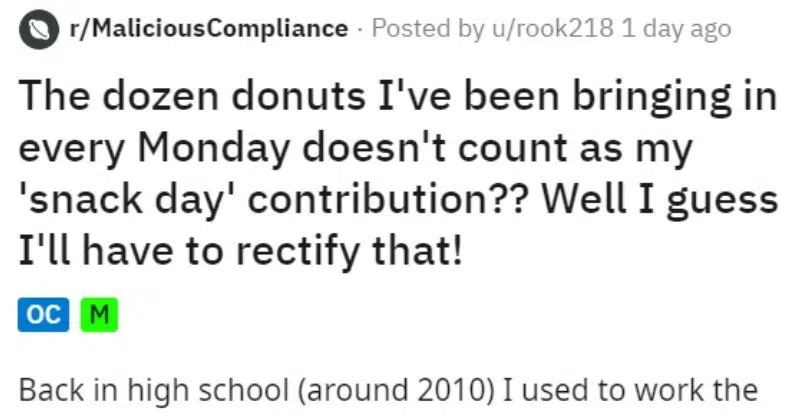 r/MaliciousCompliance · Posted by u/rook218 1 day ago
The dozen donuts I've been bringing in
every Monday doesn't count as my
'snack day' contribution?? Well I guess
I'll have to rectify that!
OC M
Back in high school (around 2010) I used to work the